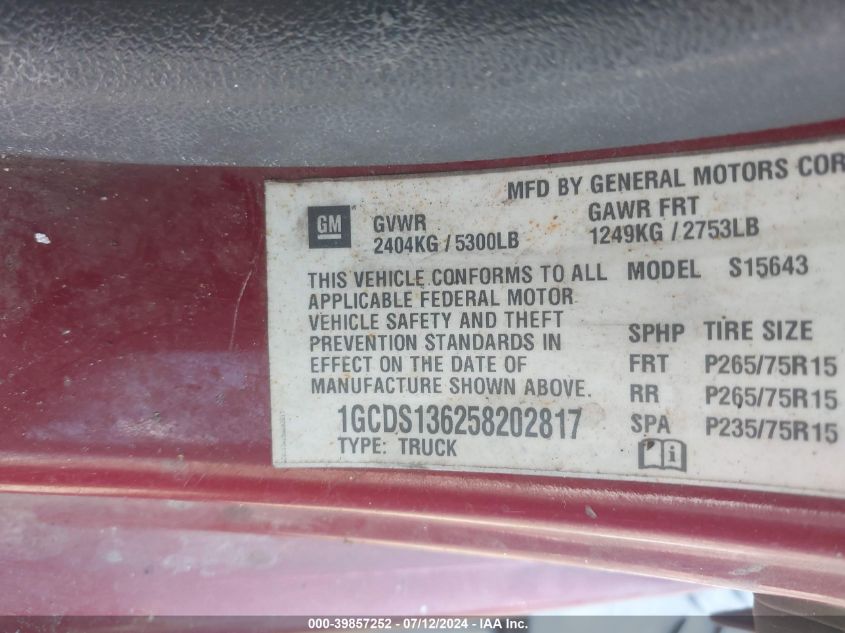 MFD BY GENERAL MOTORS COR
GM
GVWR
2404KG / 5300LB
GAWR FRT
1249KG / 2753LB
THIS VEHICLE CONFORMS TO ALL
APPLICABLE FEDERAL MOTOR
VEHICLE SAFETY AND THEFT
PREVENTION STANDARDS IN
EFFECT ON THE DATE OF
MANUFACTURE SHOWN ABOVE.
1GCDS136258202817
TYPE: TRUCK
MODEL S15643
SPHP TIRE SIZE
FRT P265/75R15
RR P265/75R15
SPA P235/75R15
000-39857252 - 07/12/2024 - IAA Inc.